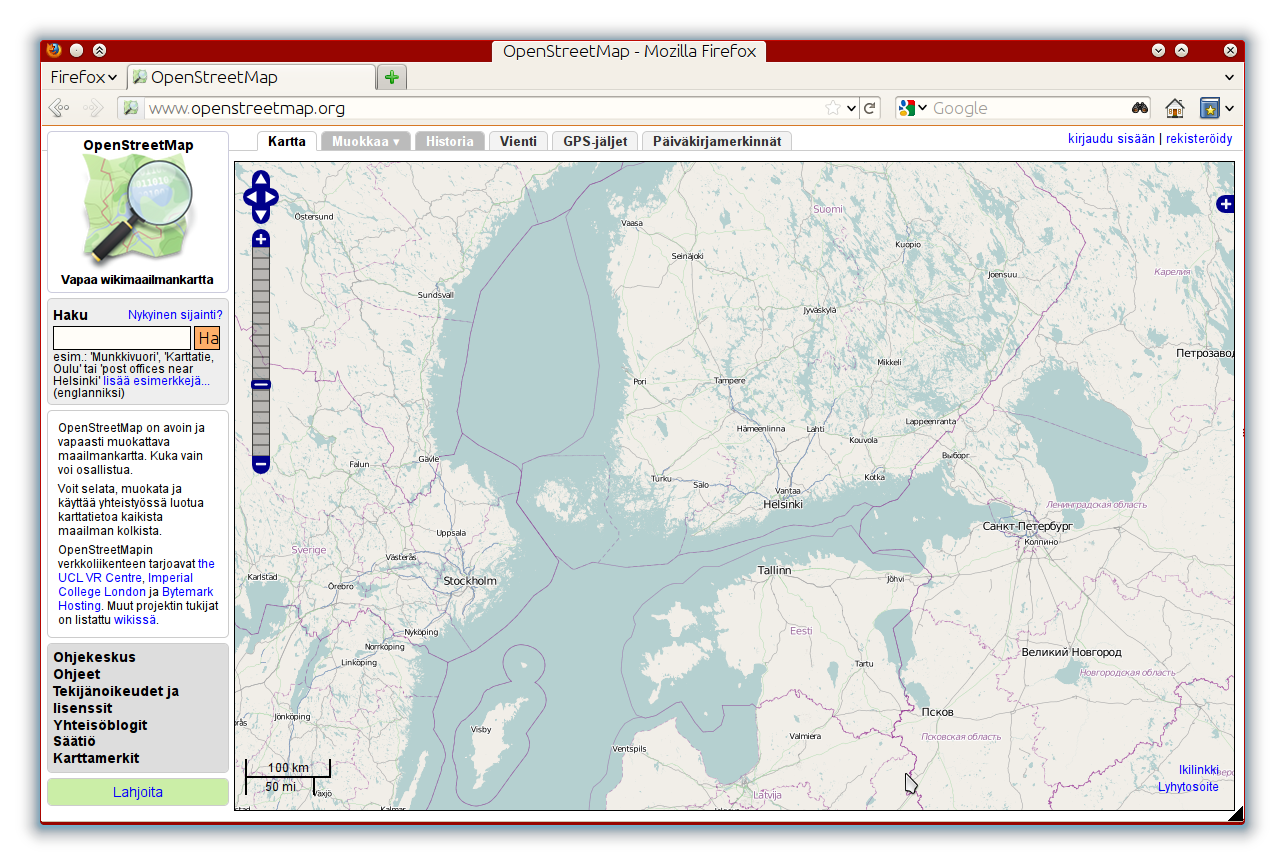 OpenStreetMap - Mozilla Firefox
Firefox
OpenStreetMap
www.openstreetmap.org
Google
OpenStreetMap
Vapaa wikimaailmankartta
Haku
Nykyinen sijainti?
Ha
esim.: 'Munkkivuori', 'Karttatie,
Oulu' tai 'post offices near
Helsinki' lisää esimerkkejä...
(englanniksi)
OpenStreetMap on avoin ja
vapaasti muokattava
maailmankartta. Kuka vain
voi osallistua.
Voit selata, muokata ja
käyttää yhteistyössä luotua
karttatietoa kaikista
maailman kolkista.
OpenStreetMapin
verkkoliikenteen tarjoavat the
UCL VR Centre, Imperial
College London ja Bytemark
Hosting. Muut projektin tukijat
on listattu wikissä.
Ohjekeskus
Ohjeet
Tekijänoikeudet ja
lisenssit
Yhteisöblogit
Säätiö
Karttamerkit
Lahjoita
Kartta
Muokkaa
Historia
Vienti
GPS-jäljet
Päiväkirjamerkinnät
kirjaudu sisään | rekisteröidy
Östersund
Vaasa
Suomi
Kuopio
Seinäjoki
Joensuu
Карелия
Sundsvall
Jyväskylä
Петрозавод
Mikkeli
Pori
Tampere
Lappeenranta
Hämeenlinna
Lahti
Kouvola
Выборг
Falun
Gävle
Turku
Salo
Vantaa
Kotka
Helsinki
Ленинградская область
Санкт-Петербург
Колпино
Uppsala
Sverige
Västerås
Karlstad
Örebro
Stockholm
Tallinn
Jõhvi
Nyköping
Eesti
Norrköping
Linköping
Tartu
Великий Новгород
Новгородская область
Jönköping
Visby
Псков
Valmiera
Псковская область
Ventspils
100 km
50 mi
Växjö
Kalmar
Latvija
Ikilinkki
Lyhytosoite